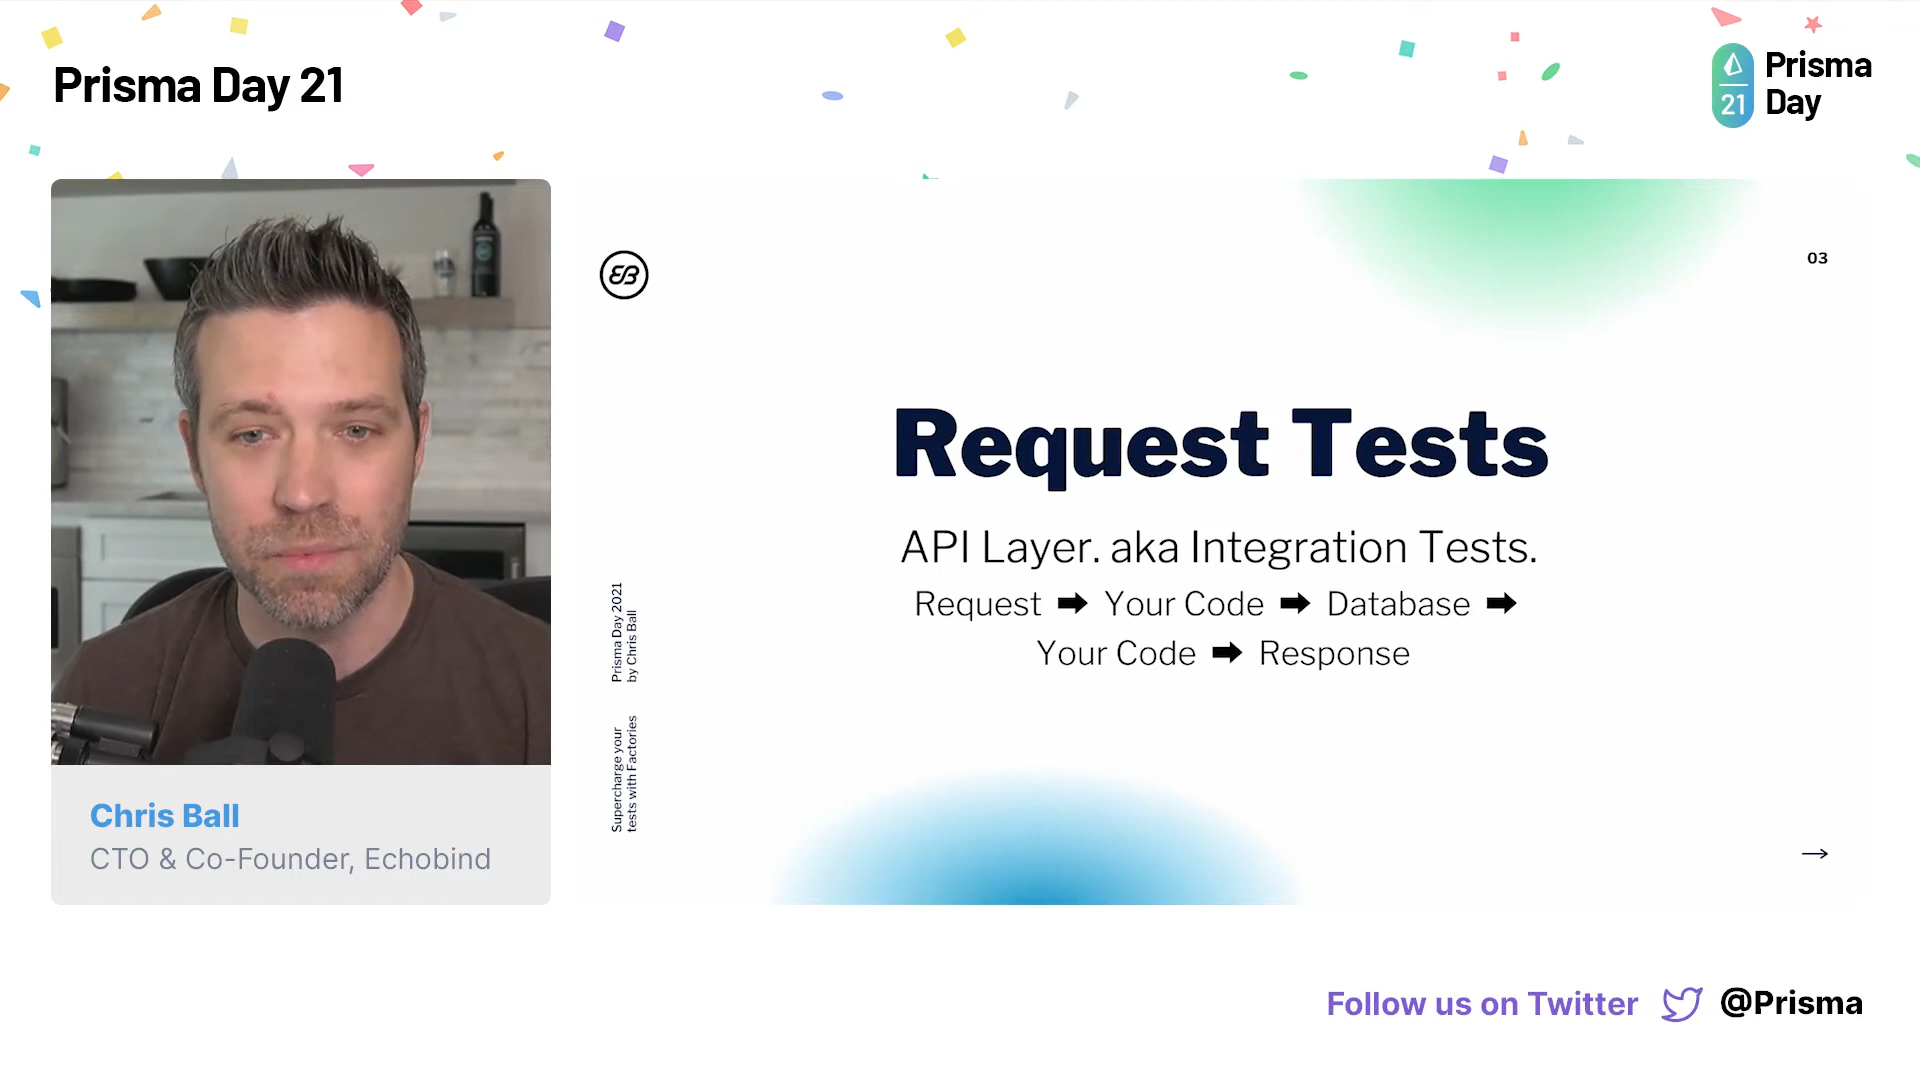 Prisma Day 21
Prisma
Day
21
EB
03
Request Tests
API Layer. aka Integration Tests.
Request ➡ Your Code ➡ Database ➡
Your Code ➡ Response
Prisma Day 2021
by Chris Ball
Supercharge your
tests with Factories
→
Chris Ball
CTO & Co-Founder, Echobind
Follow us on Twitter @Prisma